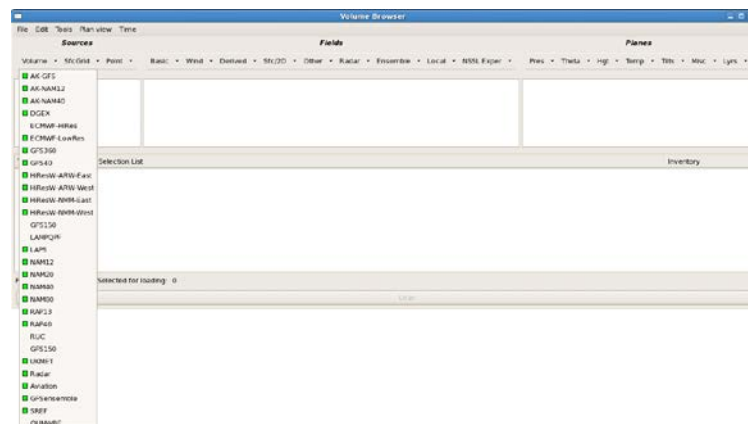 Volume Browser
File Edit Tools Plan view Time
Sources Fields Planes
Volume SfcGrid Point Basic Wind Derived Sfc/2D Other Radar Ensemble Local NSSL Exper Pres Theta Hgt Temp Tilts Misc Lyrs
AK-GFS
AK-NAM12
AK-NAM40
DGEX
ECMWF-HiRes
ECMWF-LowRes
GFS360
GFS40 Selection List Inventory
HiResW-ARW-East
HiResW-ARW-West
HiResW-NMM-East
HiResW-NMM-West
GFS150
LAMPQPF
LAPS
NAM12
NAM20 Selected for loading: 0
NAM40
NAM80
RAP13
RAP40
RUC
GFS150
UKMET
Radar
Aviation
GFSensemble
SREF